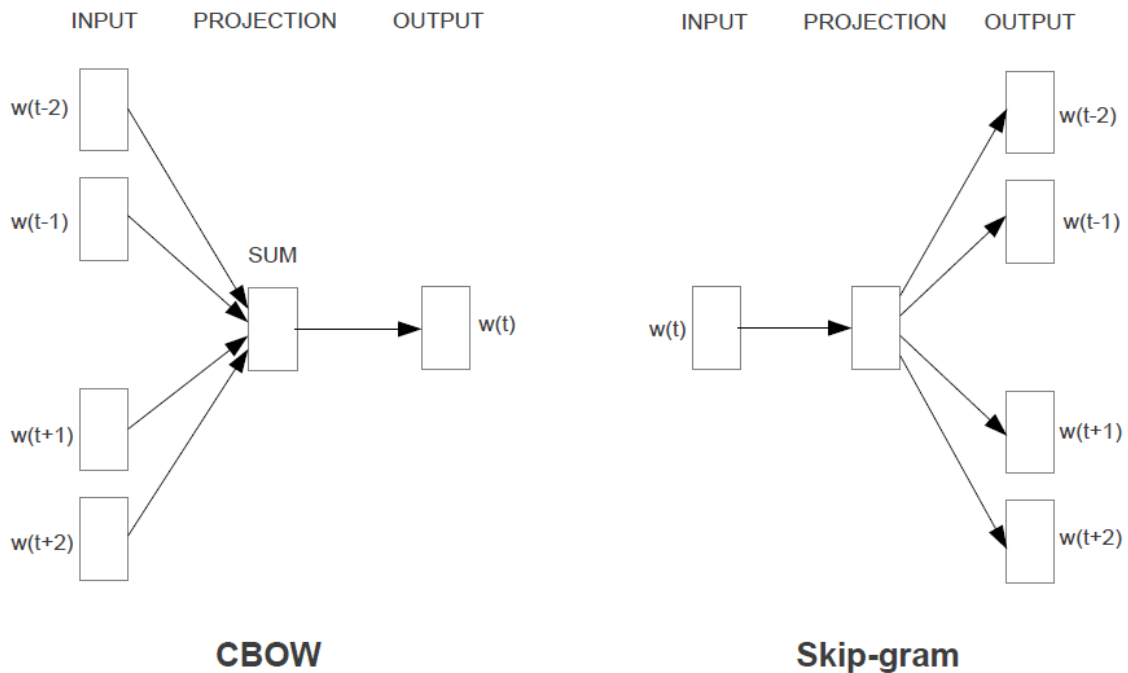 INPUT PROJECTION OUTPUT
w(t-2)
w(t-1)
SUM
w(t)
w(t+1)
w(t+2)
CBOW
INPUT PROJECTION OUTPUT
w(t-2)
w(t-1)
w(t)
w(t+1)
w(t+2)
Skip-gram